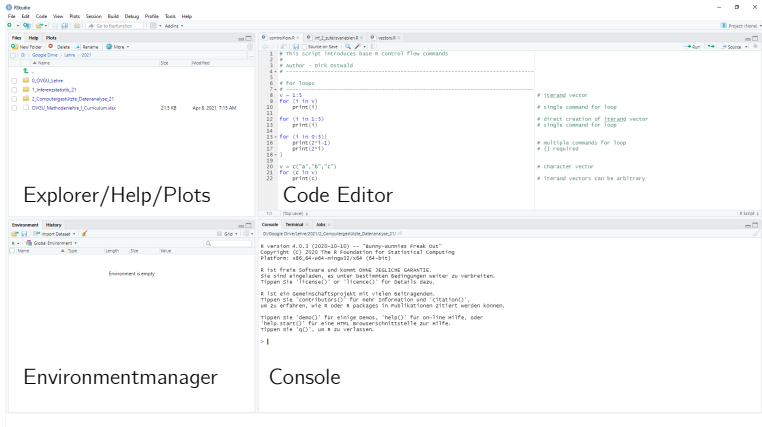 RStudio
File Edit Code View Plots Session Build Debug Profile Tools Help
Go to file/function Addins
Project: (None)
Files Help Plots
New Folder Delete Rename More
D: Google Drive Lehre 2021
Name Size Modified
..
0_OVGU_Lehre
1_Inferenzstatistik_21
2_Computergestützte_Datenanalyse_21
OVGU_Methodenlehre_I_Curriculum.xlsx 21.5 KB Apr 8, 2021, 7:15 AM
Explorer/Help/Plots
controlflow.R vectors.R
Source on Save Run Source
1 # This script introduces base R control flow commands
2 #
3 # Author - Dirk Ostwald
4 # ----------------------------------------------------------------
5
6 # for loops
7 # ----------------------------------------------------------------
8 v = 1:5 # iterand vector
9 for (i in v)
10 print(i) # single command for loop
11
12 for (i in 1:5) # direct creation of iterand vector
13 print(i) # single command for loop
14
15 for (i in 0:5){
16 print(2*i-1) # multiple commands for loop
17 print(2*i) # {} required
18 }
19
20 v = c("a","b","c") # character vector
21 for (c in v)
22 print(c) # iterand vectors can be arbitrary
Code Editor
1:1 (Top Level) R Script
Environment History
Import Dataset Grid
R Global Environment
Name Type Length Size Value
Environment is empty
Environmentmanager
Console Terminal Jobs
D:/Google Drive/Lehre/2021/2_Computergestützte_Datenanalyse_21/
R version 4.0.3 (2020-10-10) -- "Bunny-Wunnies Freak Out"
Copyright (C) 2020 The R Foundation for Statistical Computing
Platform: x86_64-w64-mingw32/x64 (64-bit)
R ist freie Software und kommt OHNE JEGLICHE GARANTIE.
Sie sind eingeladen, es unter bestimmten Bedingungen weiter zu verbreiten.
Tippen Sie 'license()' or 'licence()' für Details dazu.
R ist ein Gemeinschaftsprojekt mit vielen Beitragenden.
Tippen Sie 'contributors()' für mehr Information und 'citation()',
um zu erfahren, wie R oder R packages in Publikationen zitiert werden können.
Tippen Sie 'demo()' für einige Demos, 'help()' für on-line Hilfe, oder
'help.start()' für eine HTML Browserschnittstelle zur Hilfe.
Tippen Sie 'q()', um R zu verlassen.
>
Console